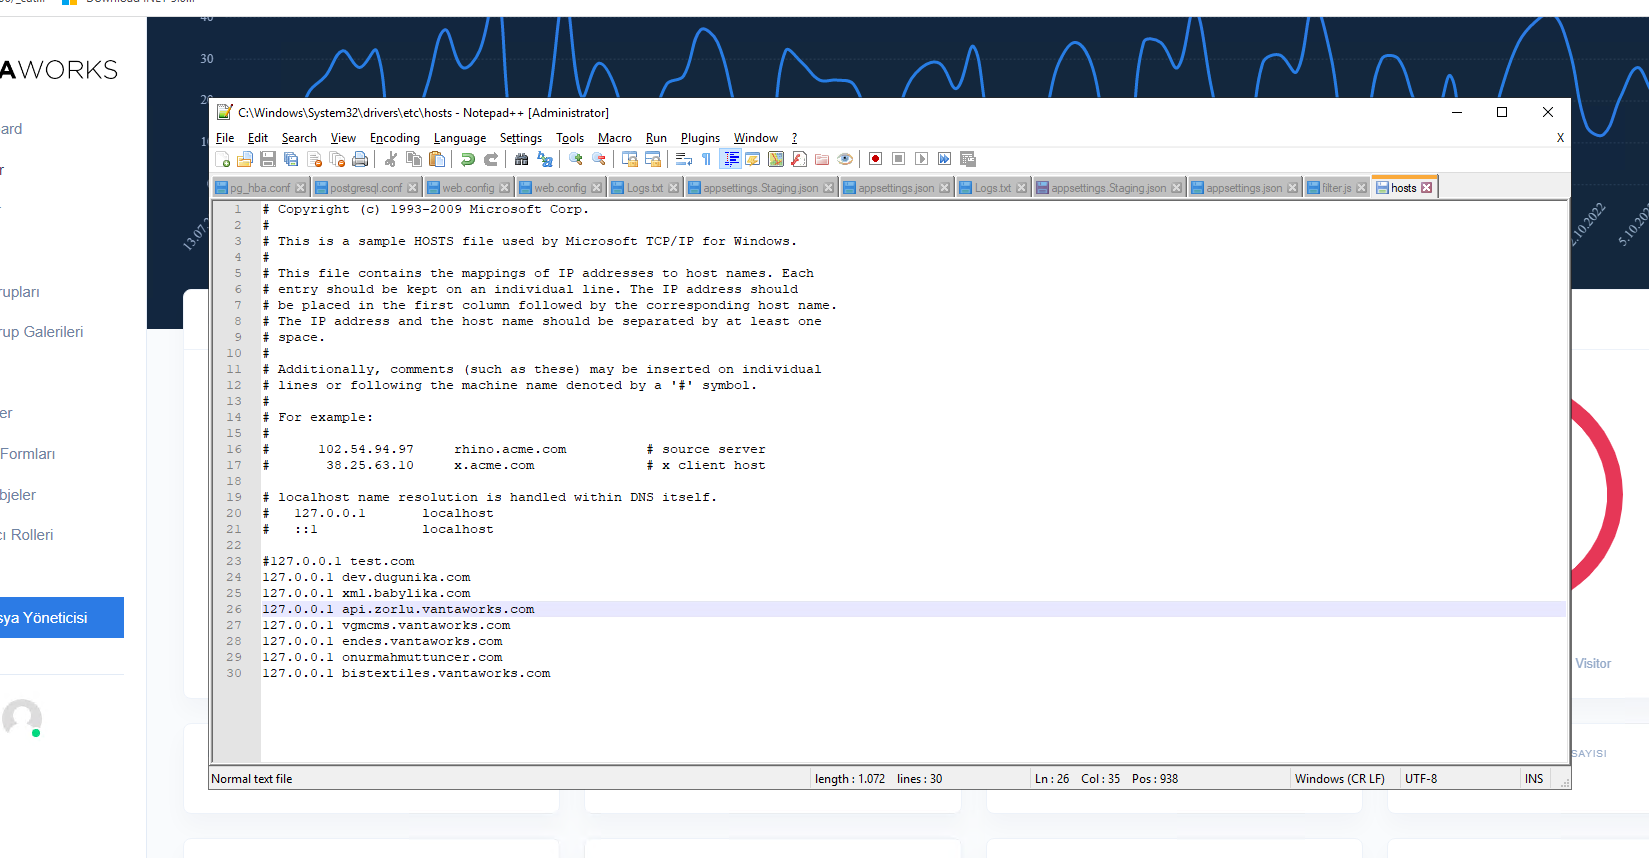 Download .NET 5.0...
AWORKS
ard
r
rupları
rup Galerileri
er
Formları
bjeler
cı Rolleri
sya Yöneticisi
40
30
20
10
0
13.07.2
2.10.2022
5.10.202
Visitor
SAYISI
C:\Windows\System32\drivers\etc\hosts - Notepad++ [Administrator]
File Edit Search View Encoding Language Settings Tools Macro Run Plugins Window ? X
pg_hba.conf postgresql.conf web.config web.config Logs.txt appsettings.Staging.json appsettings.json Logs.txt appsettings.Staging.json appsettings.json filter.js hosts
1 # Copyright (c) 1993-2009 Microsoft Corp.
2 #
3 # This is a sample HOSTS file used by Microsoft TCP/IP for Windows.
4 #
5 # This file contains the mappings of IP addresses to host names. Each
6 # entry should be kept on an individual line. The IP address should
7 # be placed in the first column followed by the corresponding host name.
8 # The IP address and the host name should be separated by at least one
9 # space.
10 #
11 # Additionally, comments (such as these) may be inserted on individual
12 # lines or following the machine name denoted by a '#' symbol.
13 #
14 # For example:
15 #
16 # 102.54.94.97 rhino.acme.com # source server
17 # 38.25.63.10 x.acme.com # x client host
18
19 # localhost name resolution is handled within DNS itself.
20 # 127.0.0.1 localhost
21 # ::1 localhost
22
23 #127.0.0.1 test.com
24 127.0.0.1 dev.dugunika.com
25 127.0.0.1 xml.babylika.com
26 127.0.0.1 api.zorlu.vantaworks.com
27 127.0.0.1 vgmcms.vantaworks.com
28 127.0.0.1 endes.vantaworks.com
29 127.0.0.1 onurmahmuttuncer.com
30 127.0.0.1 bistextiles.vantaworks.com
Normal text file length : 1.072 lines : 30 Ln : 26 Col : 35 Pos : 938 Windows (CR LF) UTF-8 INS